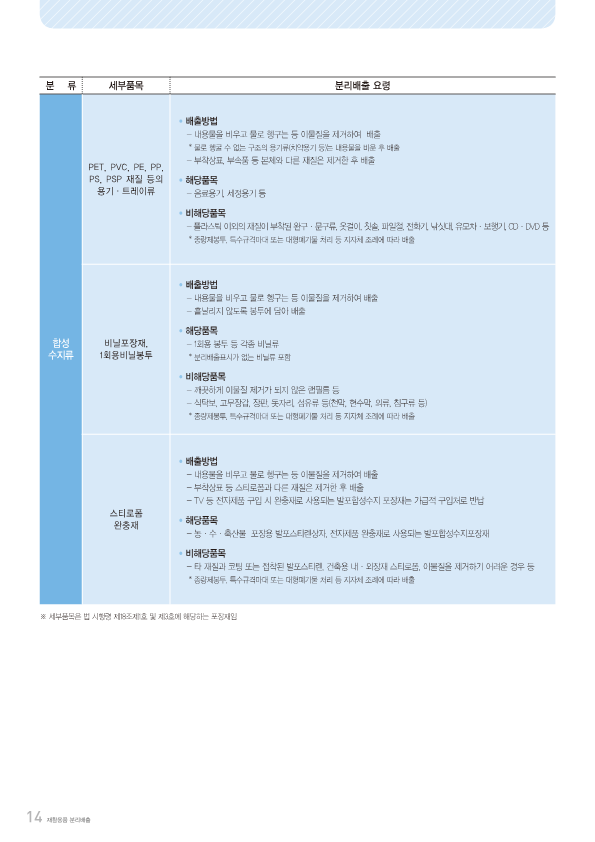 분 류 세부품목 분리배출 요령
합성
수지류
PET, PVC, PE, PP,
PS, PSP 재질 등의
용기 · 트레이류
• 배출방법
– 내용물을 비우고 물로 헹구는 등 이물질을 제거하여 배출
* 물로 헹굴 수 없는 구조의 용기류(치약용기 등)는 내용물을 비운 후 배출
– 부착상표, 부속품 등 본체와 다른 재질은 제거한 후 배출
• 해당품목
– 음료용기, 세정용기 등
• 비해당품목
– 플라스틱 이외의 재질이 부착된 완구 · 문구류, 옷걸이, 칫솔, 파일철, 전화기, 낚싯대, 유모차 · 보행기, CD · DVD 등
* 종량제봉투, 특수규격마대 또는 대형폐기물 처리 등 지자체 조례에 따라 배출
비닐포장재,
1회용비닐봉투
• 배출방법
– 내용물을 비우고 물로 헹구는 등 이물질을 제거하여 배출
– 흩날리지 않도록 봉투에 담아 배출
• 해당품목
– 1회용 봉투 등 각종 비닐류
* 분리배출표시가 없는 비닐류 포함
• 비해당품목
– 깨끗하게 이물질 제거가 되지 않은 랩필름 등
– 식탁보, 고무장갑, 장판, 돗자리, 섬유류 등(천막, 현수막, 의류, 침구류 등)
* 종량제봉투, 특수규격마대 또는 대형폐기물 처리 등 지자체 조례에 따라 배출
스티로폼
완충재
• 배출방법
– 내용물을 비우고 물로 헹구는 등 이물질을 제거하여 배출
– 부착상표 등 스티로폼과 다른 재질은 제거한 후 배출
– TV 등 전자제품 구입 시 완충재로 사용되는 발포합성수지 포장재는 가급적 구입처로 반납
• 해당품목
– 농 · 수 · 축산물 포장용 발포스티렌상자, 전자제품 완충재로 사용되는 발포합성수지포장재
• 비해당품목
– 타 재질과 코팅 또는 접착된 발포스티렌, 건축용 내 · 외장재 스티로폼, 이물질을 제거하기 어려운 경우 등
* 종량제봉투, 특수규격마대 또는 대형폐기물 처리 등 지자체 조례에 따라 배출
※ 세부품목은 법 시행령 제18조제1호 및 제3호에 해당하는 포장재임
14 재활용품 분리배출